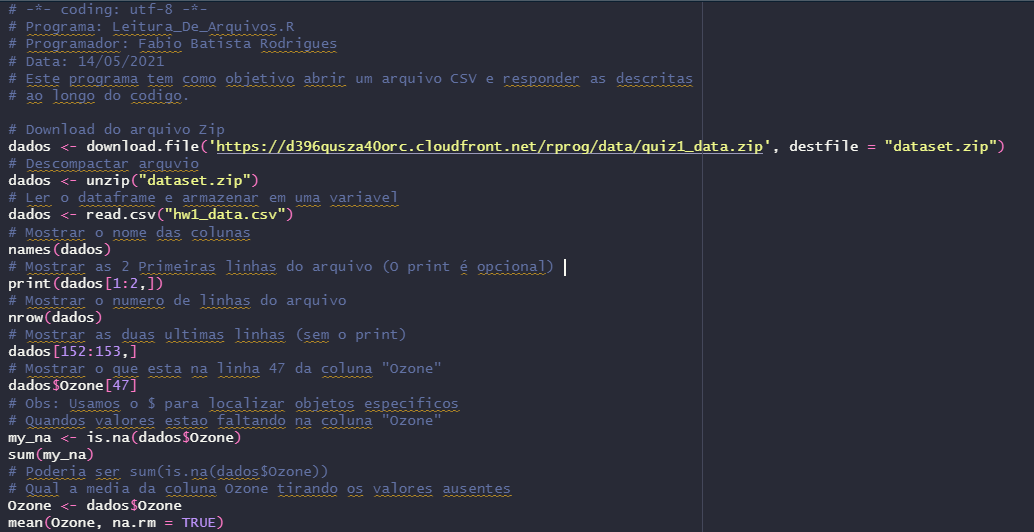 # -*- coding: utf-8 -*-
# Programa: Leitura_De_Arquivos.R
# Programador: Fabio Batista Rodrigues
# Data: 14/05/2021
# Este programa tem como objetivo abrir um arquivo CSV e responder as descritas
# ao longo do codigo.
# Download do arquivo Zip
dados <- download.file('https://d396qusza40orc.cloudfront.net/rprog/data/quiz1_data.zip', destfile = "dataset.zip")
# Descompactar arquvio
dados <- unzip("dataset.zip")
# Ler o dataframe e armazenar em uma variavel
dados <- read.csv("hw1_data.csv")
# Mostrar o nome das colunas
names(dados)
# Mostrar as 2 Primeiras linhas do arquivo (O print é opcional)
print(dados[1:2,])
# Mostrar o numero de linhas do arquivo
nrow(dados)
# Mostrar as duas ultimas linhas (sem o print)
dados[152:153,]
# Mostrar o que esta na linha 47 da coluna "Ozone"
dados$Ozone[47]
# Obs: Usamos o $ para localizar objetos especificos
# Quandos valores estao faltando na coluna "Ozone"
my_na <- is.na(dados$Ozone)
sum(my_na)
# Poderia ser sum(is.na(dados$Ozone))
# Qual a media da coluna Ozone tirando os valores ausentes
Ozone <- dados$Ozone
mean(Ozone, na.rm = TRUE)